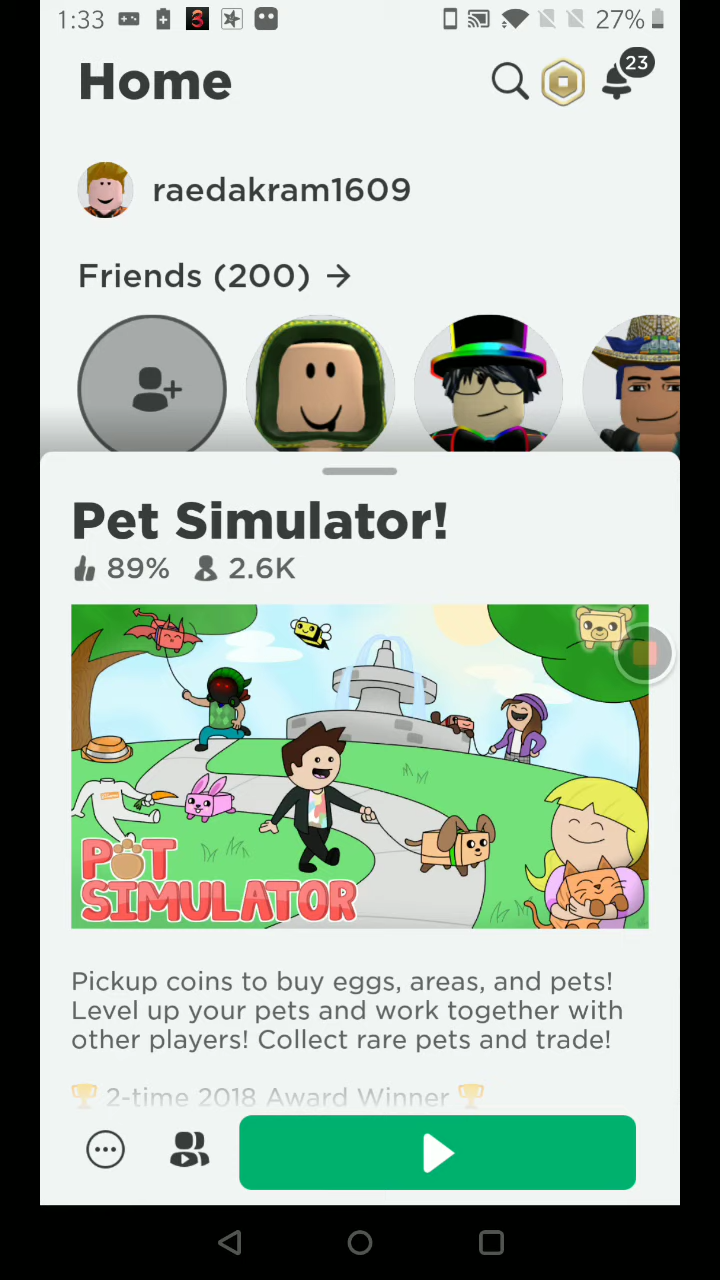 1:33
27%
Home
23
raedakram1609
Friends (200) →
Pet Simulator!
89% 2.6K
PET
SIMULATOR
Pickup coins to buy eggs, areas, and pets!
Level up your pets and work together with
other players! Collect rare pets and trade!
🏆 2-time 2018 Award Winner 🏆